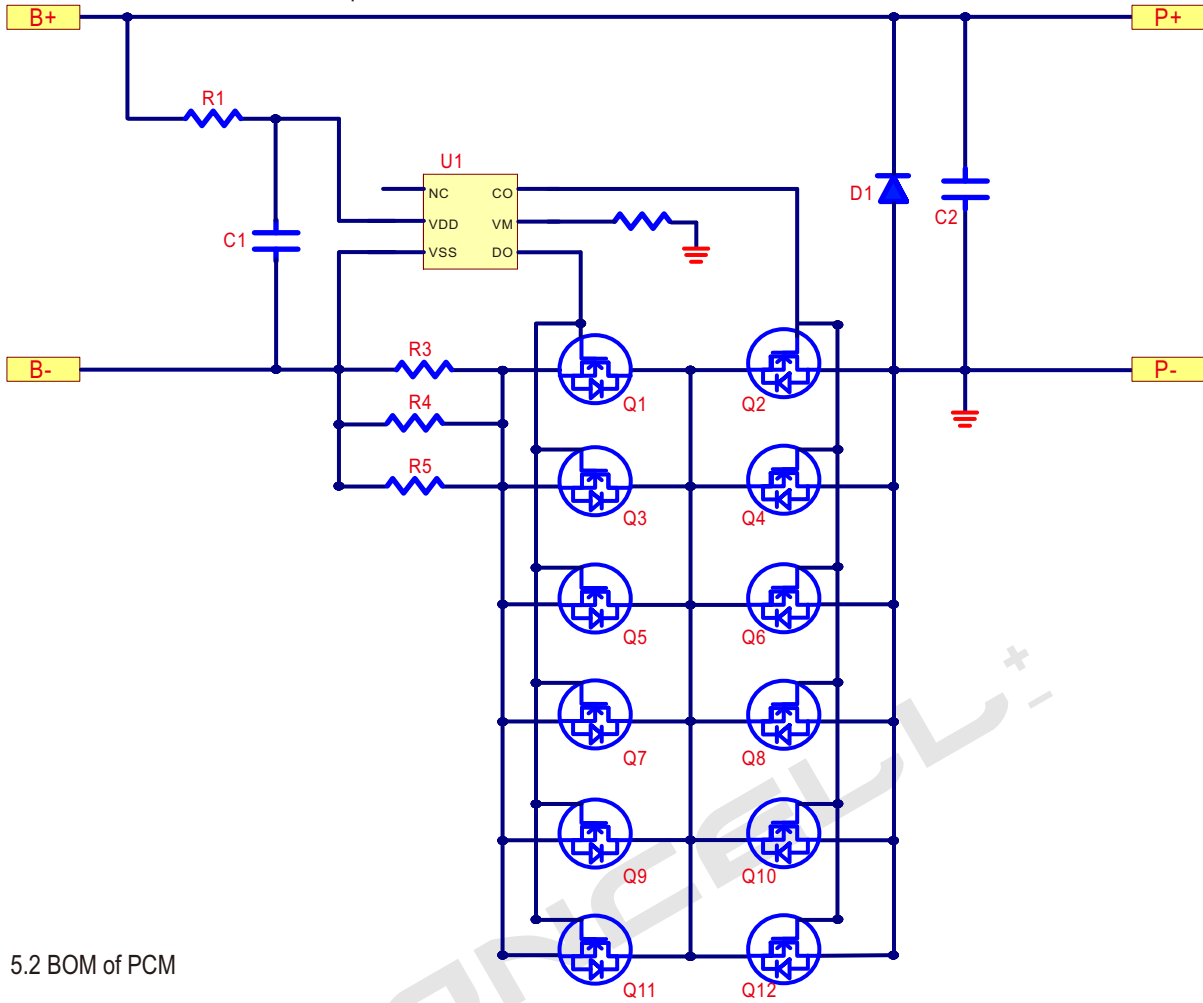 B+ P+
R1
U1
NC CO
VDD VM
VSS DO
D1
C2
C1
B- P-
R3
R4
R5
Q1 Q2
Q3 Q4
Q5 Q6
Q7 Q8
Q9 Q10
Q11 Q12
5.2 BOM of PCM